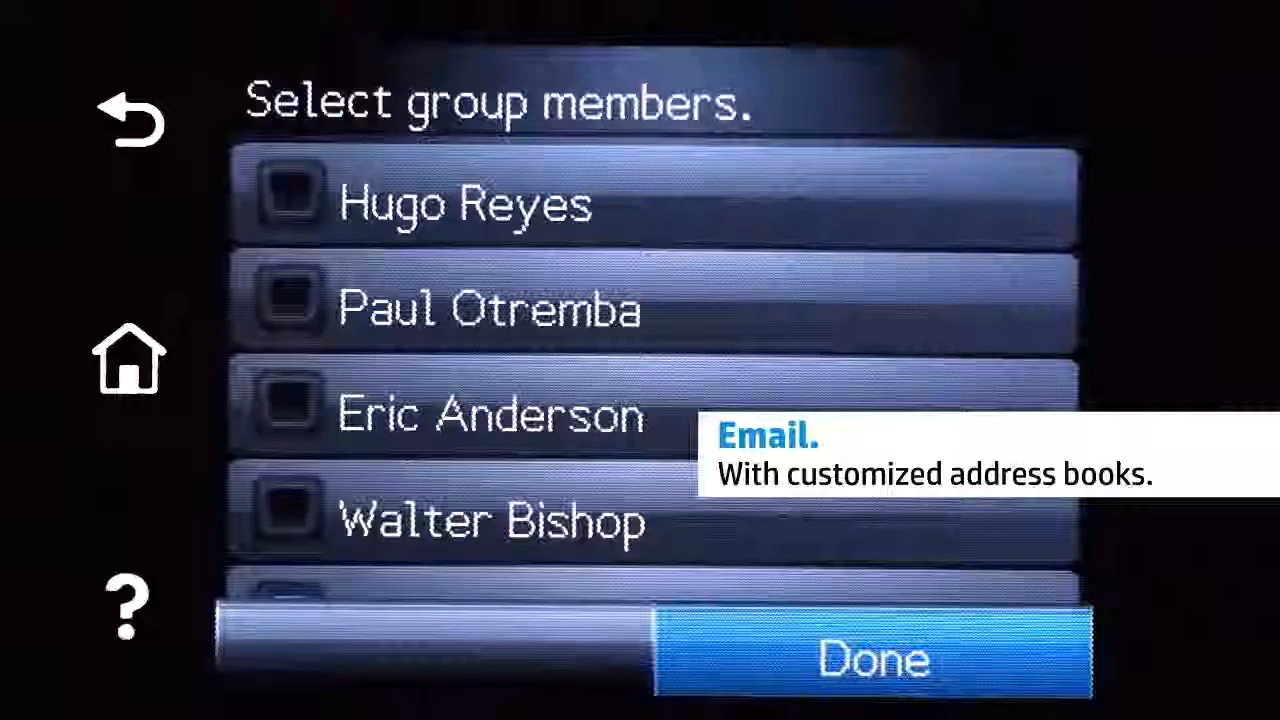 Select group members.
Hugo Reyes
Paul Otremba
Eric Anderson
Email.
With customized address books.
Walter Bishop
?
Done